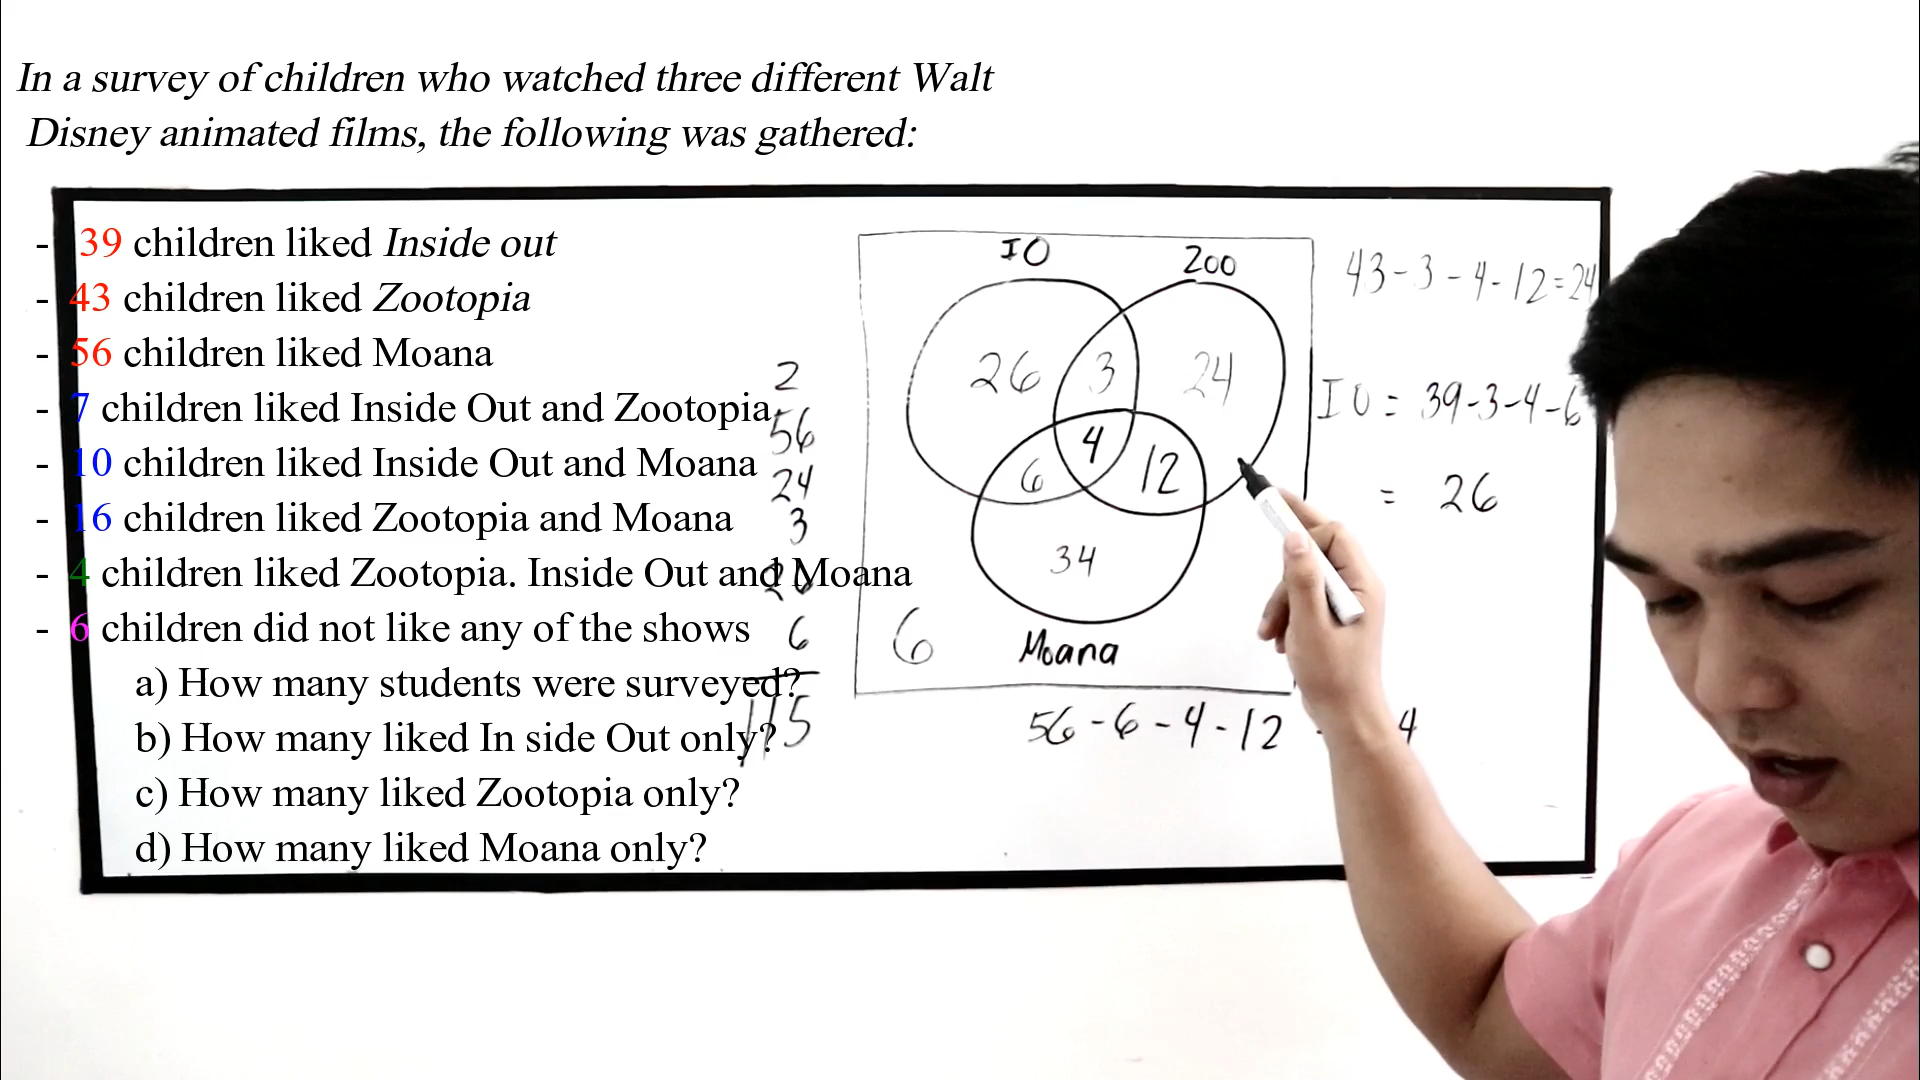 In a survey of children who watched three different Walt
Disney animated films, the following was gathered:
- 39 children liked Inside out
- 43 children liked Zootopia
- 56 children liked Moana
- 7 children liked Inside Out and Zootopia
- 10 children liked Inside Out and Moana
- 16 children liked Zootopia and Moana
- 4 children liked Zootopia. Inside Out and Moana
- 6 children did not like any of the shows
a) How many students were surveyed?
b) How many liked In side Out only?
c) How many liked Zootopia only?
d) How many liked Moana only?
2
56
24
3
26
6
115
IO
Zoo
26
3
24
4
6
12
34
6
Moana
43-3-4-12=24
IO = 39-3-4-6
= 26
56-6-4-12
4